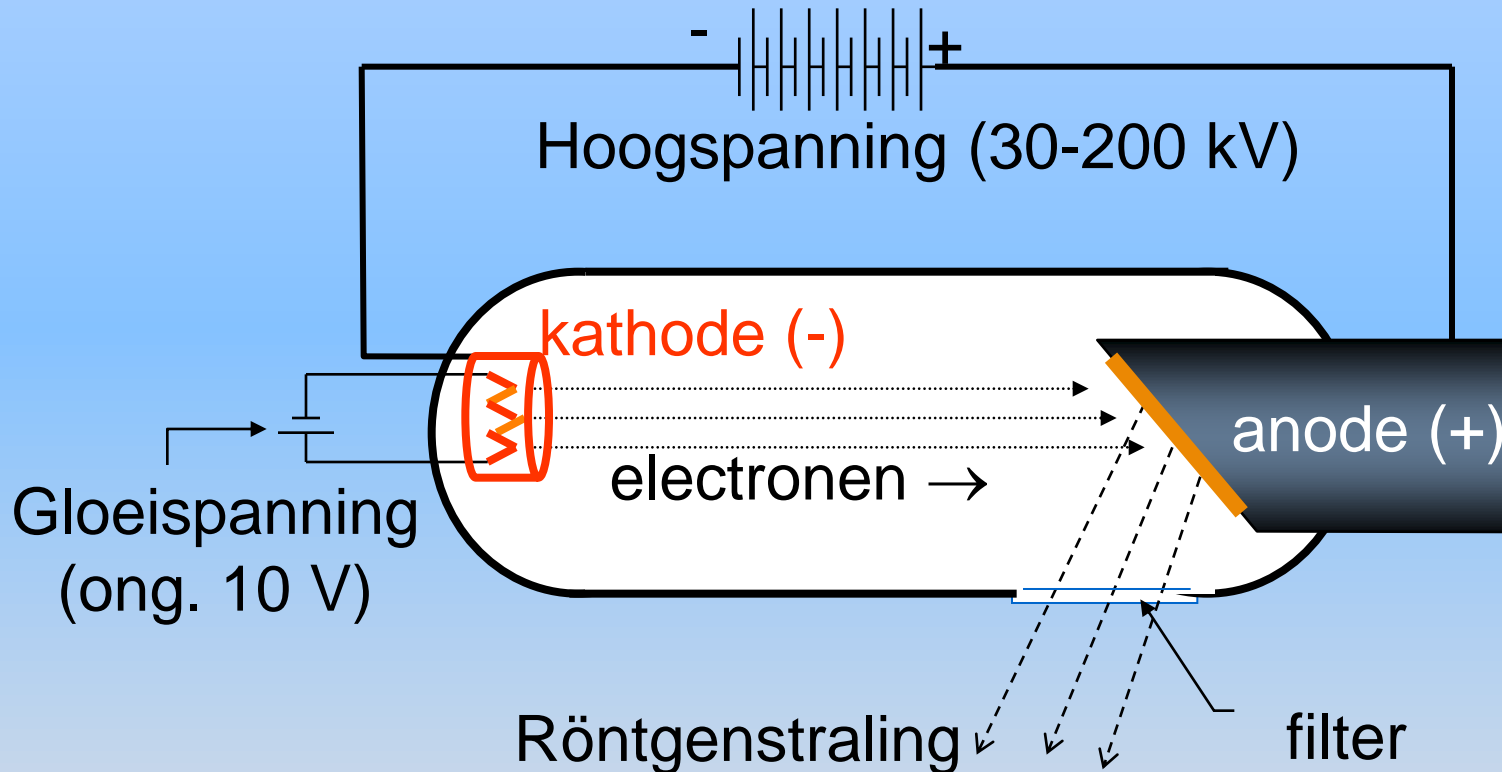 - +
Hoogspanning (30-200 kV)
kathode (-)
anode (+)
electronen →
Gloeispanning
(ong. 10 V)
Röntgenstraling
filter